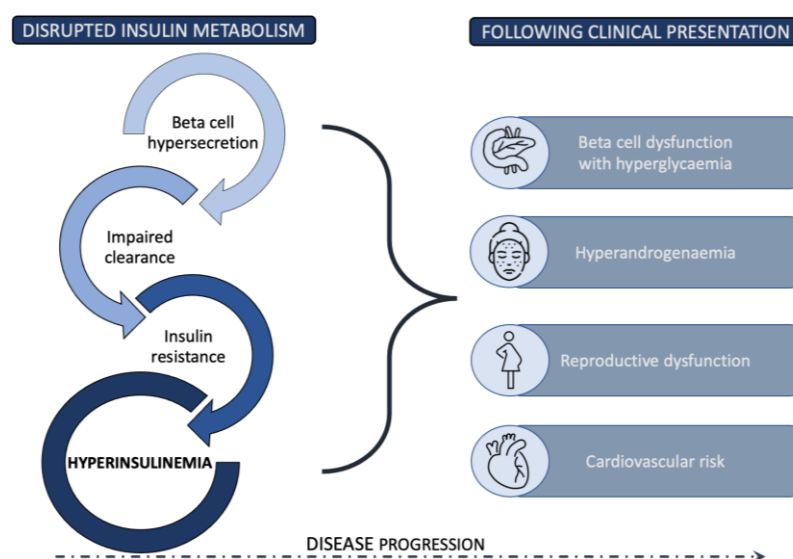 DISRUPTED INSULIN METABOLISM
Beta cell
hypersecretion
Impaired
clearance
Insulin
resistance
HYPERINSULINEMIA
FOLLOWING CLINICAL PRESENTATION
Beta cell dysfunction
with hyperglycaemia
Hyperandrogenaemia
Reproductive dysfunction
Cardiovascular risk
DISEASE PROGRESSION